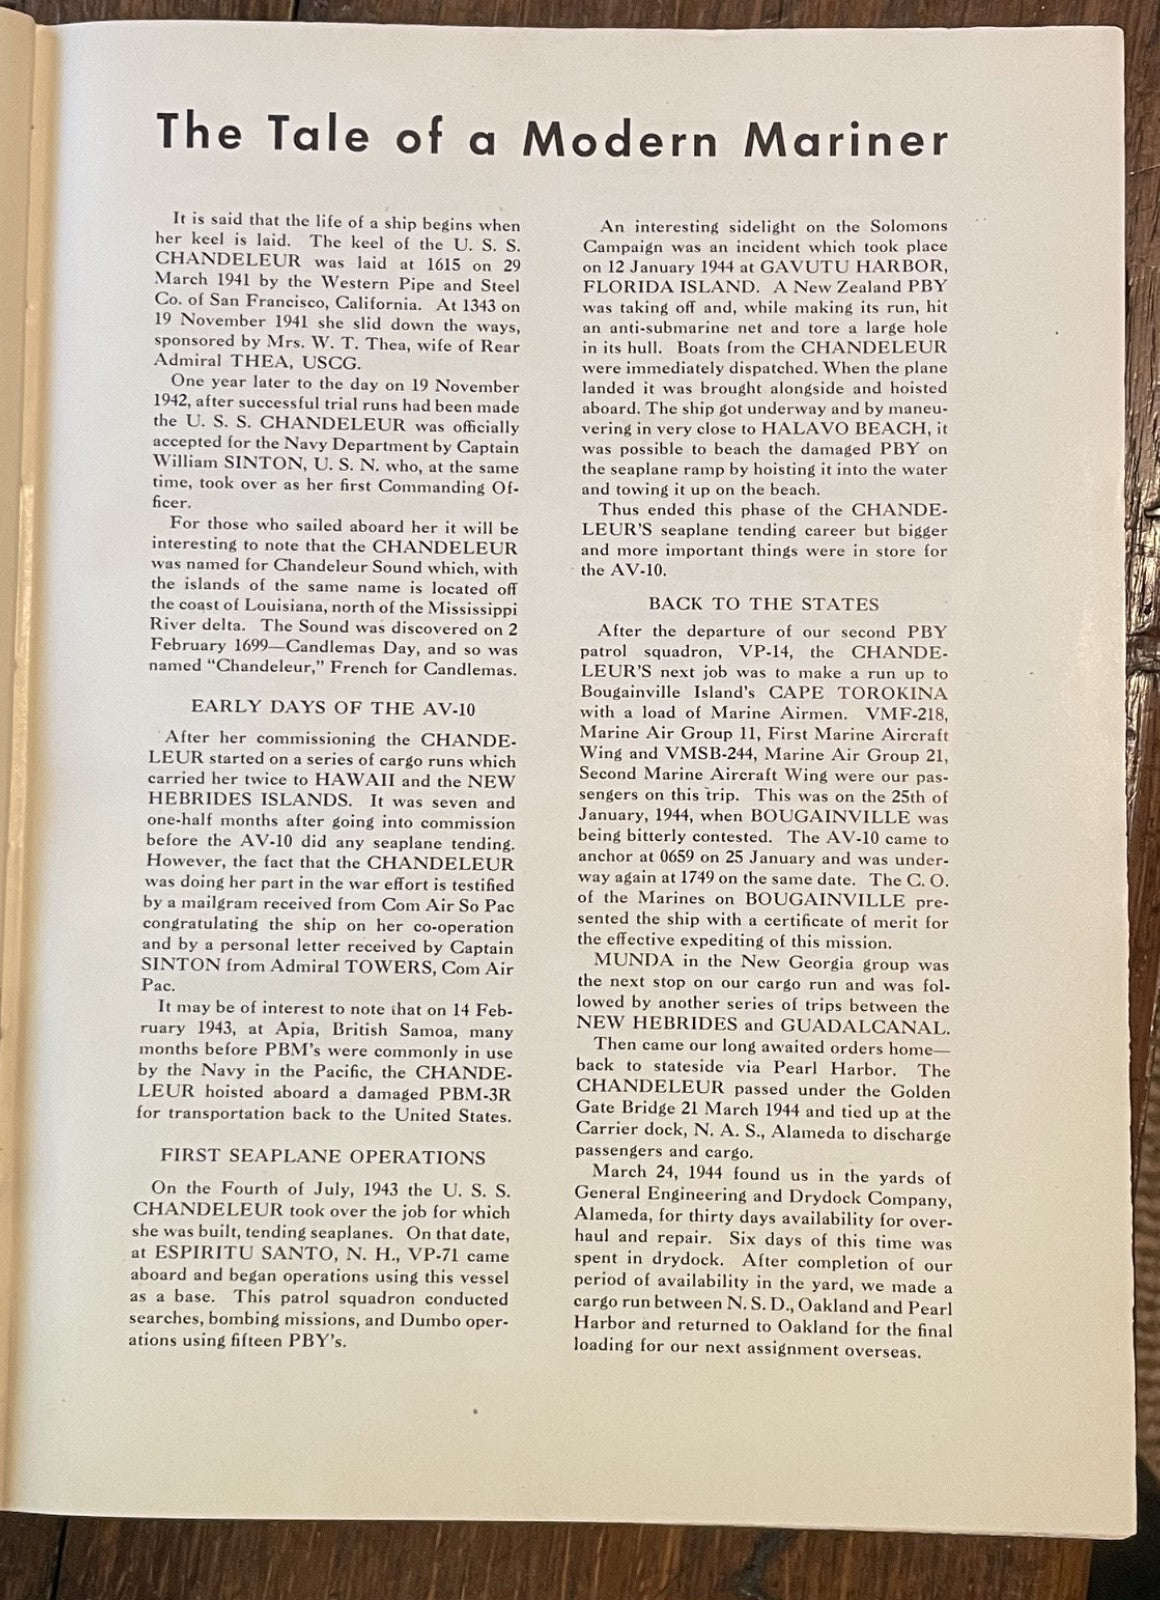 The Tale of a Modern Mariner
It is said that the life of a ship begins when
her keel is laid. The keel of the U. S. S.
CHANDELEUR was laid at 1615 on 29
March 1941 by the Western Pipe and Steel
Co. of San Francisco, California. At 1343 on
19 November 1941 she slid down the ways,
sponsored by Mrs. W. T. Thea, wife of Rear
Admiral THEA, USCG.
One year later to the day on 19 November
1942, after successful trial runs had been made
the U. S. S. CHANDELEUR was officially
accepted for the Navy Department by Captain
William SINTON, U. S. N. who, at the same
time, took over as her first Commanding Of-
ficer.
For those who sailed aboard her it will be
interesting to note that the CHANDELEUR
was named for Chandeleur Sound which, with
the islands of the same name is located off
the coast of Louisiana, north of the Mississippi
River delta. The Sound was discovered on 2
February 1699—Candlemas Day, and so was
named "Chandeleur," French for Candlemas.
EARLY DAYS OF THE AV-10
After her commissioning the CHANDE-
LEUR started on a series of cargo runs which
carried her twice to HAWAII and the NEW
HEBRIDES ISLANDS. It was seven and
one-half months after going into commission
before the AV-10 did any seaplane tending.
However, the fact that the CHANDELEUR
was doing her part in the war effort is testified
by a mailgram received from Com Air So Pac
congratulating the ship on her co-operation
and by a personal letter received by Captain
SINTON from Admiral TOWERS, Com Air
Pac.
It may be of interest to note that on 14 Feb-
ruary 1943, at Apia, British Samoa, many
months before PBM's were commonly in use
by the Navy in the Pacific, the CHANDE-
LEUR hoisted aboard a damaged PBM-3R
for transportation back to the United States.
FIRST SEAPLANE OPERATIONS
On the Fourth of July, 1943 the U. S. S.
CHANDELEUR took over the job for which
she was built, tending seaplanes. On that date,
at ESPIRITU SANTO, N. H., VP-71 came
aboard and began operations using this vessel
as a base. This patrol squadron conducted
searches, bombing missions, and Dumbo oper-
ations using fifteen PBY's.
An interesting sidelight on the Solomons
Campaign was an incident which took place
on 12 January 1944 at GAVUTU HARBOR,
FLORIDA ISLAND. A New Zealand PBY
was taking off and, while making its run, hit
an anti-submarine net and tore a large hole
in its hull. Boats from the CHANDELEUR
were immediately dispatched. When the plane
landed it was brought alongside and hoisted
aboard. The ship got underway and by maneu-
vering in very close to HALAVO BEACH, it
was possible to beach the damaged PBY on
the seaplane ramp by hoisting it into the water
and towing it up on the beach.
Thus ended this phase of the CHANDE-
LEUR'S seaplane tending career but bigger
and more important things were in store for
the AV-10.
BACK TO THE STATES
After the departure of our second PBY
patrol squadron, VP-14, the CHANDE-
LEUR'S next job was to make a run up to
Bougainville Island's CAPE TOROKINA
with a load of Marine Airmen. VMF-218,
Marine Air Group 11, First Marine Aircraft
Wing and VMSB-244, Marine Air Group 21,
Second Marine Aircraft Wing were our pas-
sengers on this trip. This was on the 25th of
January, 1944, when BOUGAINVILLE was
being bitterly contested. The AV-10 came to
anchor at 0659 on 25 January and was under-
way again at 1749 on the same date. The C. O.
of the Marines on BOUGAINVILLE pre-
sented the ship with a certificate of merit for
the effective expediting of this mission.
MUNDA in the New Georgia group was
the next stop on our cargo run and was fol-
lowed by another series of trips between the
NEW HEBRIDES and GUADALCANAL.
Then came our long awaited orders home—
back to stateside via Pearl Harbor. The
CHANDELEUR passed under the Golden
Gate Bridge 21 March 1944 and tied up at the
Carrier dock, N. A. S., Alameda to discharge
passengers and cargo.
March 24, 1944 found us in the yards of
General Engineering and Drydock Company,
Alameda, for thirty days availability for over-
haul and repair. Six days of this time was
spent in drydock. After completion of our
period of availability in the yard, we made a
cargo run between N. S. D., Oakland and Pearl
Harbor and returned to Oakland for the final
loading for our next assignment overseas.